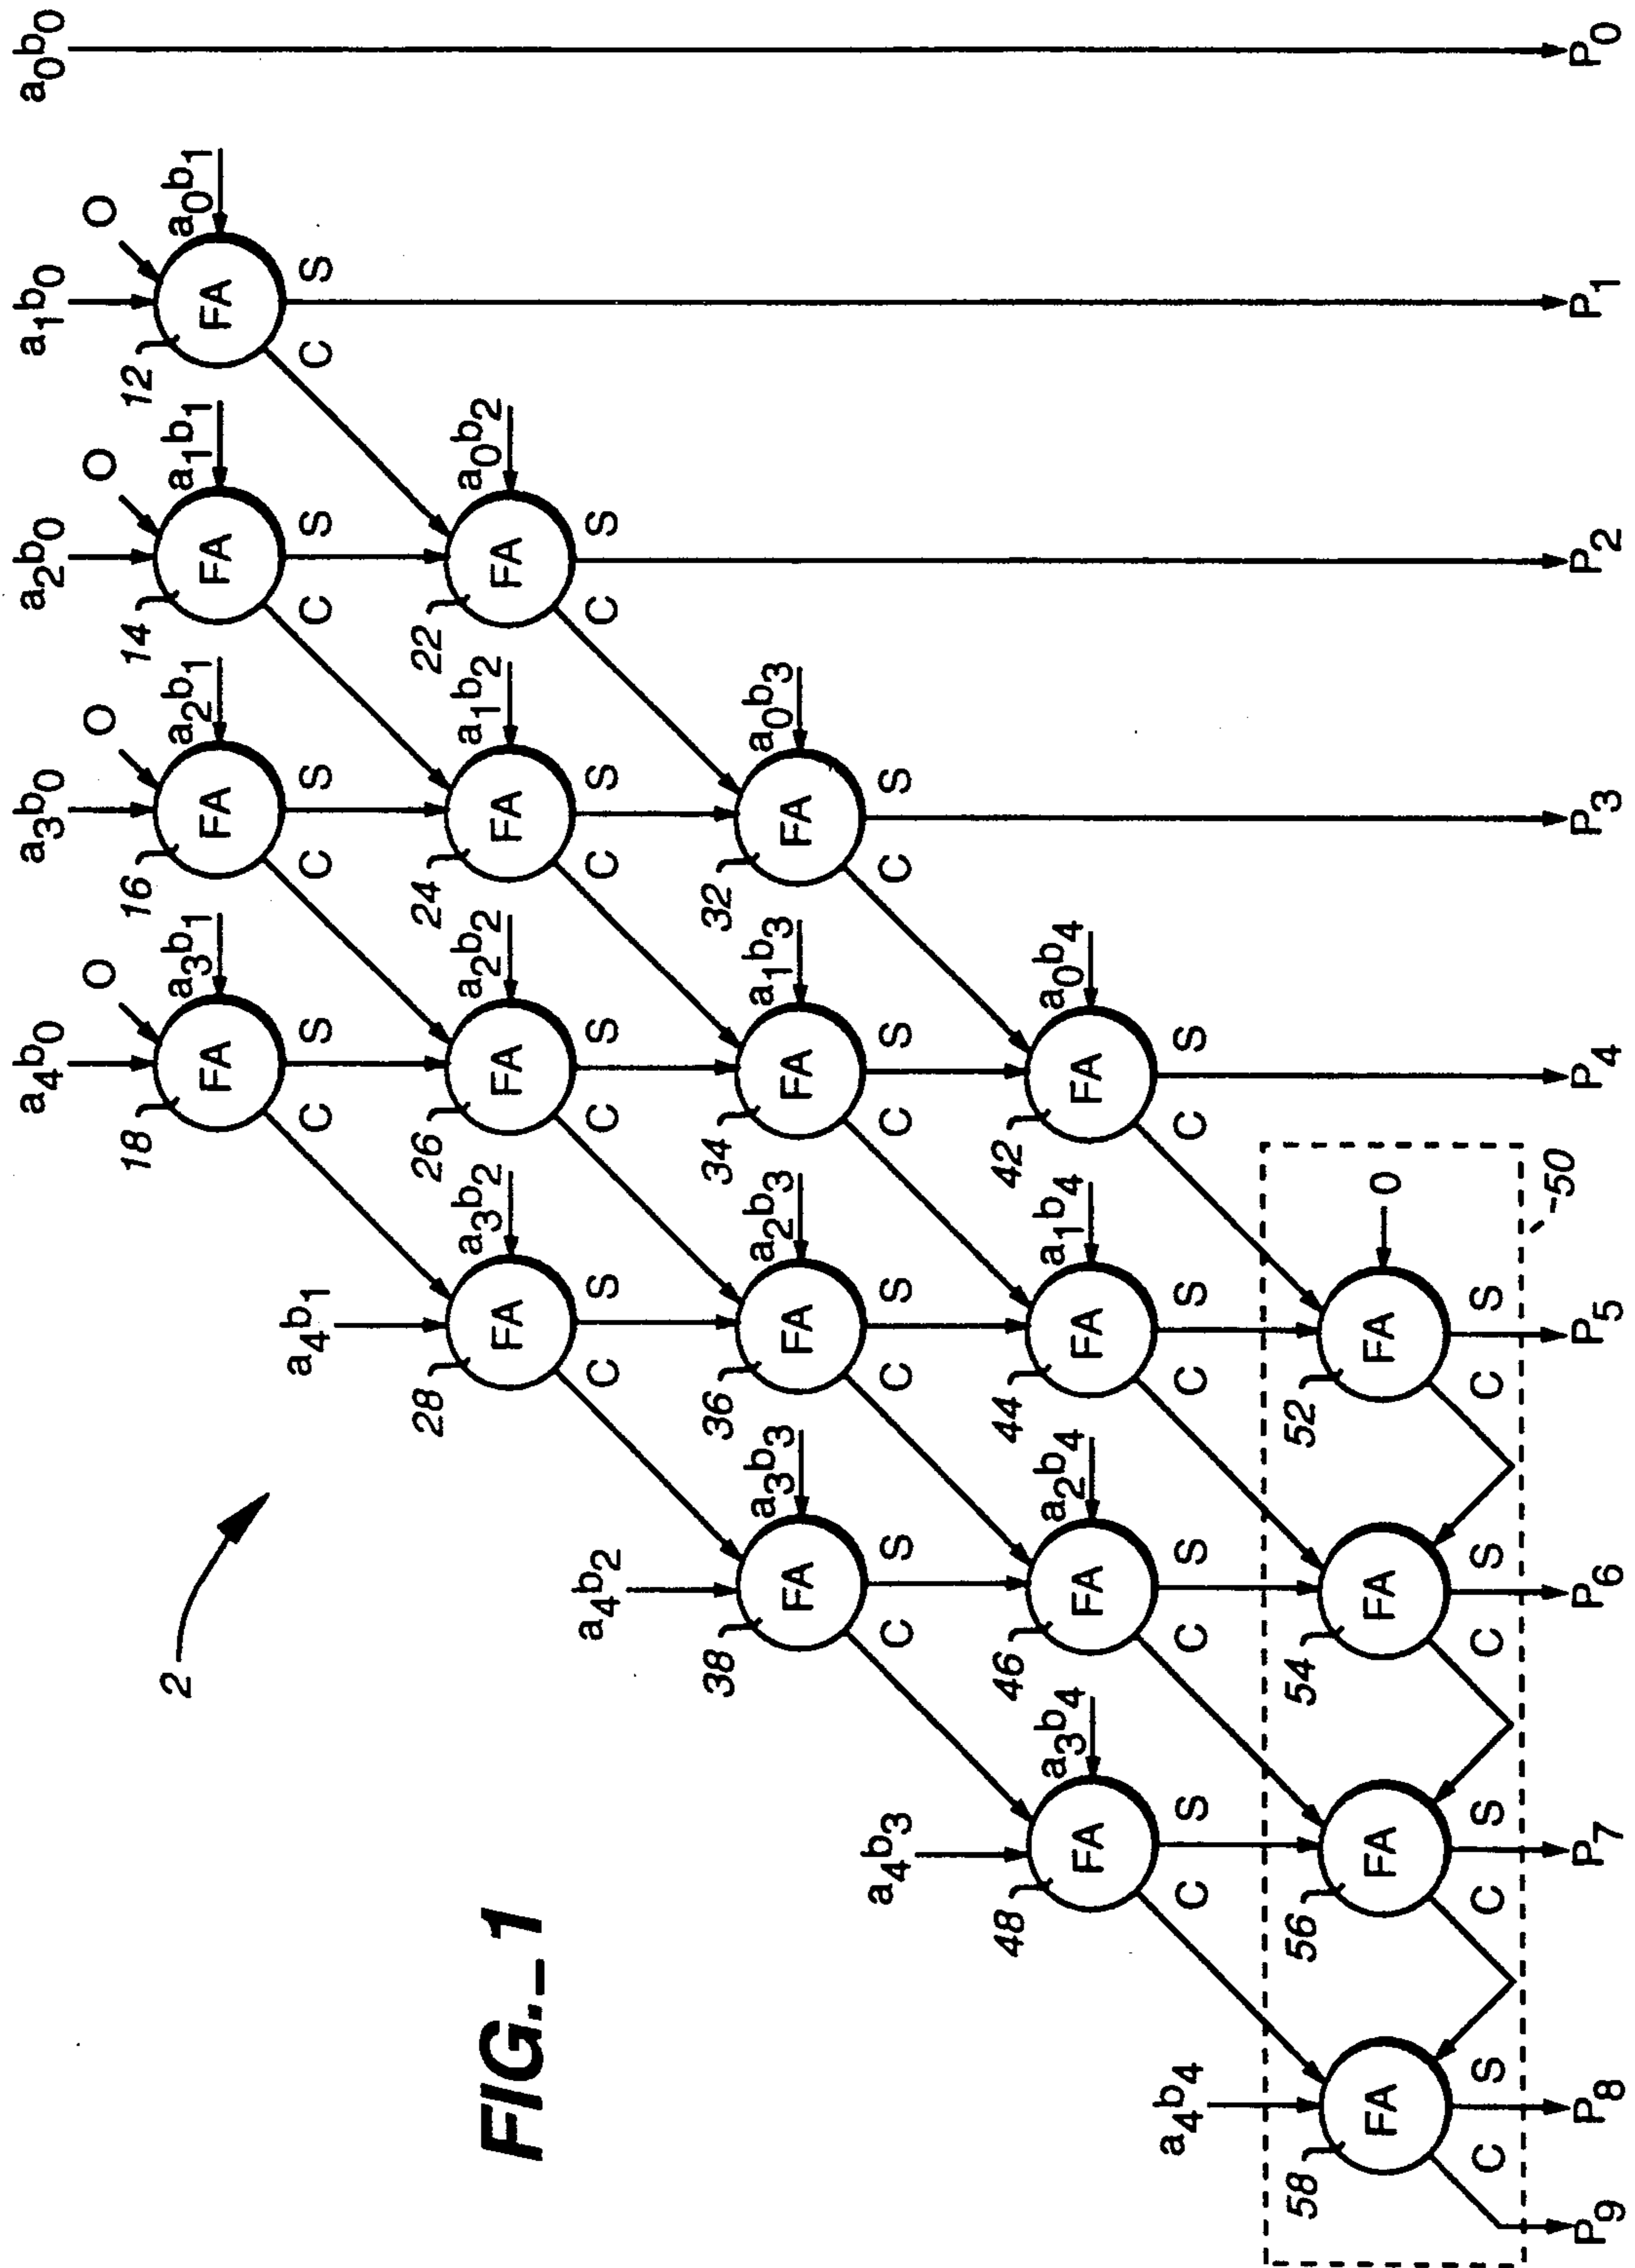 a4b0 a3b0 a2b0 a1b0 a0b0
O O O O
18 16 14 12
2 a3b1 a2b1 a1b1 a0b1
FA FA FA FA
a4b1 C S C S C S C S
28 26 24 22
a3b2 a2b2 a1b2 a0b2
FIG._1 FA FA FA FA
a4b2 C S C S C S C S
38 36 34 32
a3b3 a2b3 a1b3 a0b3
FA FA FA FA
a4b3 C S C S C S C S
48 46 44 42
a3b4 a2b4 a1b4 a0b4
FA FA FA FA
a4b4 C S C S C S C S
58 56 54 52
FA FA FA FA 0
C S C S C S C S
50
P9 P8 P7 P6 P5 P4 P3 P2 P1 P0